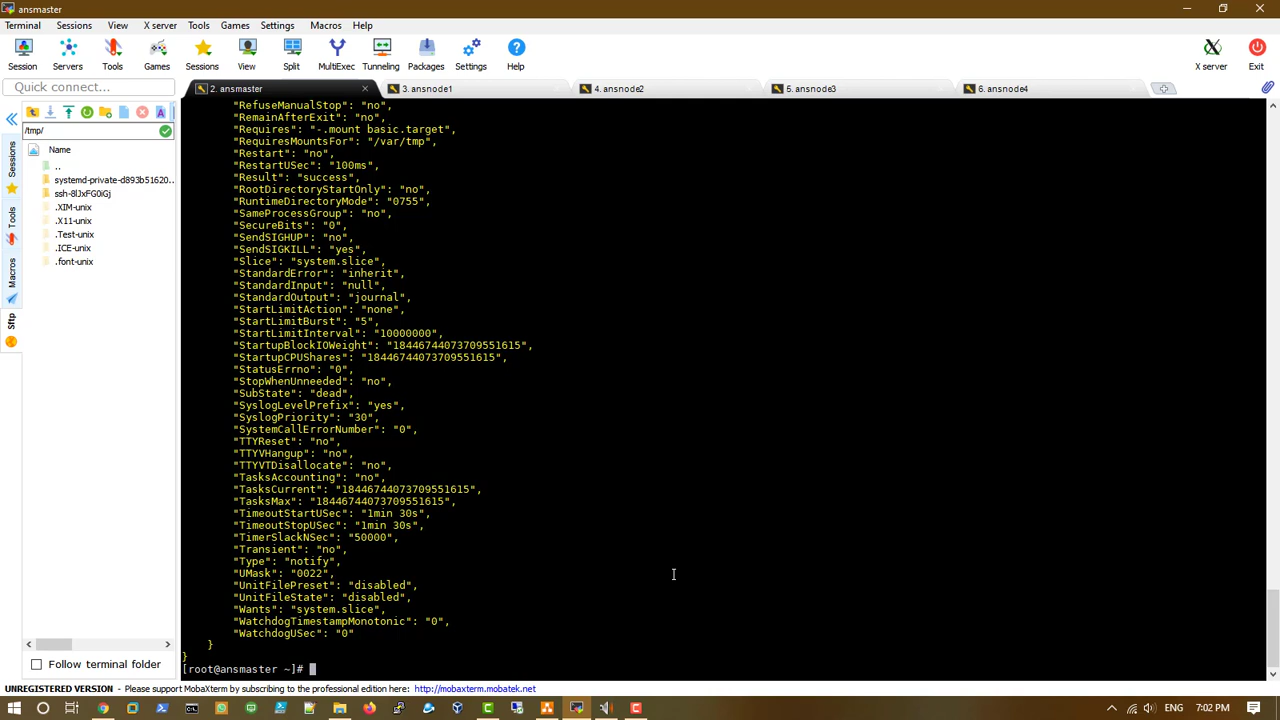 ansmaster
Terminal Sessions View X server Tools Games Settings Macros Help
Session Servers Tools Games Sessions View Split MultiExec Tunneling Packages Settings Help X server Exit
Quick connect...
2. ansmaster 3. ansnode1 4. ansnode2 5. ansnode3 6. ansnode4
/tmp/
Name
..
systemd-private-d893b51620..
ssh-8lJxFG0iGj
.XIM-unix
.X11-unix
.Test-unix
.ICE-unix
.font-unix
Sessions
Tools
Macros
Sftp
"RefuseManualStop": "no",
"RemainAfterExit": "no",
"Requires": "-.mount basic.target",
"RequiresMountsFor": "/var/tmp",
"Restart": "no",
"RestartUSec": "100ms",
"Result": "success",
"RootDirectoryStartOnly": "no",
"RuntimeDirectoryMode": "0755",
"SameProcessGroup": "no",
"SecureBits": "0",
"SendSIGHUP": "no",
"SendSIGKILL": "yes",
"Slice": "system.slice",
"StandardError": "inherit",
"StandardInput": "null",
"StandardOutput": "journal",
"StartLimitAction": "none",
"StartLimitBurst": "5",
"StartLimitInterval": "10000000",
"StartupBlockIOWeight": "18446744073709551615",
"StartupCPUShares": "18446744073709551615",
"StatusErrno": "0",
"StopWhenUnneeded": "no",
"SubState": "dead",
"SyslogLevelPrefix": "yes",
"SyslogPriority": "30",
"SystemCallErrorNumber": "0",
"TTYReset": "no",
"TTYVHangup": "no",
"TTYVTDisallocate": "no",
"TasksAccounting": "no",
"TasksCurrent": "18446744073709551615",
"TasksMax": "18446744073709551615",
"TimeoutStartUSec": "1min 30s",
"TimeoutStopUSec": "1min 30s",
"TimerSlackNSec": "50000",
"Transient": "no",
"Type": "notify",
"UMask": "0022",
"UnitFilePreset": "disabled",
"UnitFileState": "disabled",
"Wants": "system.slice",
"WatchdogTimestampMonotonic": "0",
"WatchdogUSec": "0"
}
}
[root@ansmaster ~]#
Follow terminal folder
UNREGISTERED VERSION - Please support MobaXterm by subscribing to the professional edition here: http://mobaxterm.mobatek.net
ENG 7:02 PM